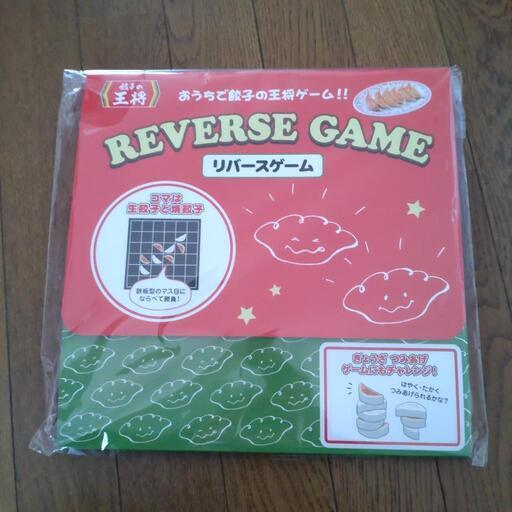 餃子の
王将
おうちで餃子の王将ゲーム!!
REVERSE GAME
リバースゲーム
コマは
生餃子と焼餃子
鉄板型のマス目に
ならべて勝負!
ぎょうざ つみあげ
ゲームにもチャレンジ!
はやく・たかく
つみあげられるかな?